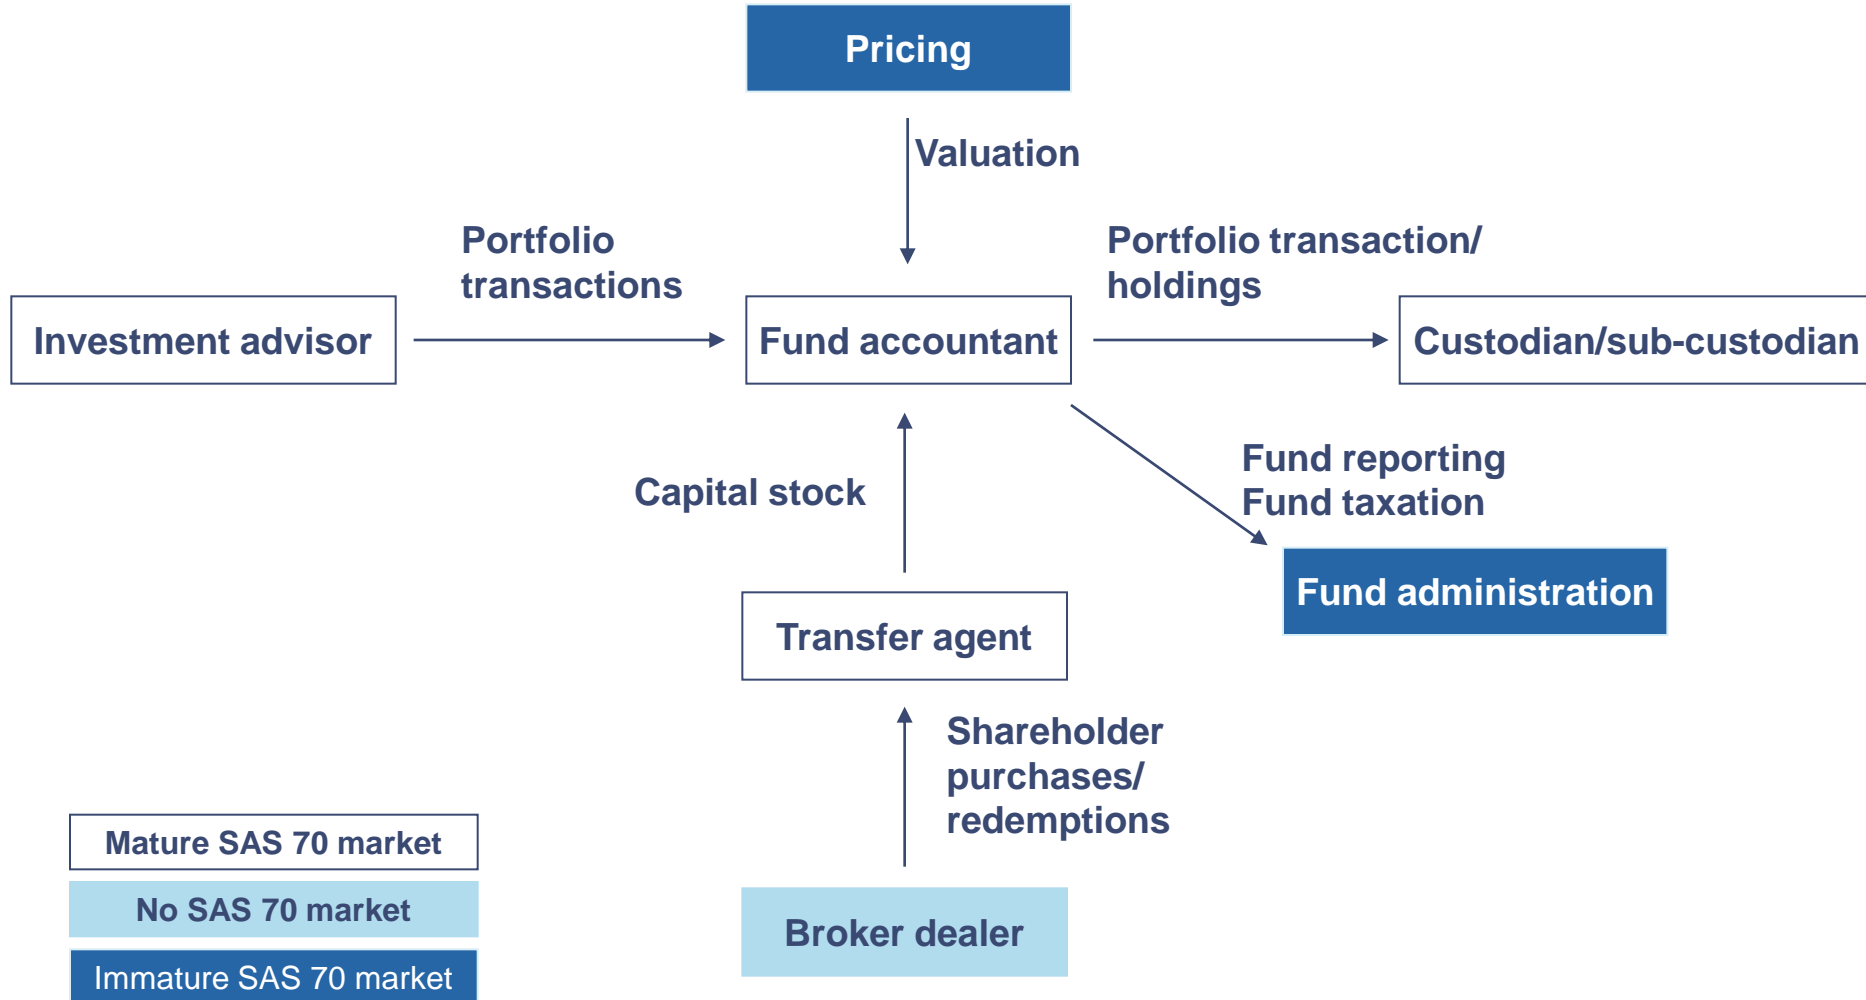 Pricing
Valuation
Portfolio
transactions
Portfolio transaction/
holdings
Investment advisor
Fund accountant
Custodian/sub-custodian
Capital stock
Fund reporting
Fund taxation
Fund administration
Transfer agent
Shareholder
purchases/
redemptions
Mature SAS 70 market
No SAS 70 market
Immature SAS 70 market
Broker dealer